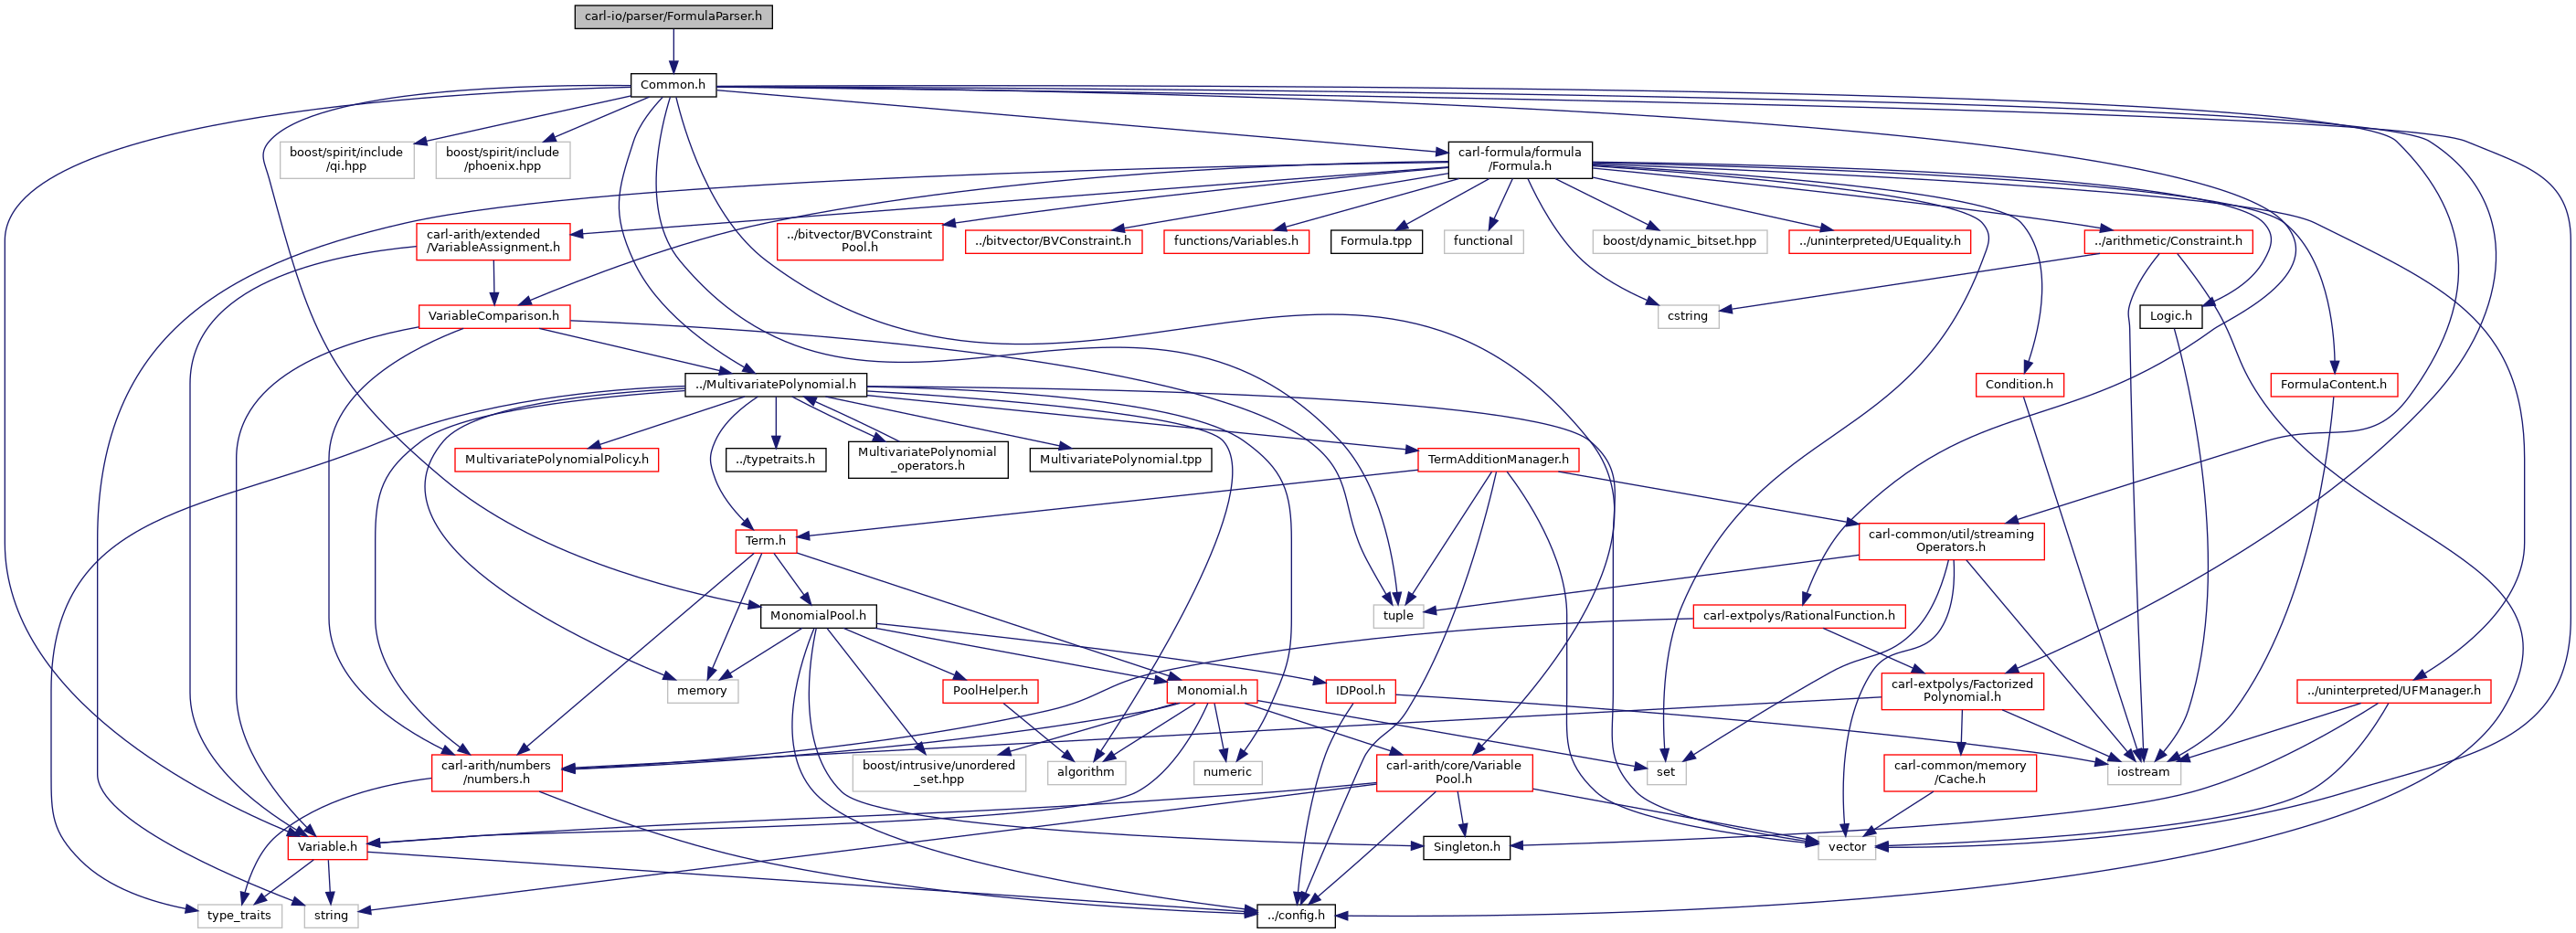 carl-io/parser/FormulaParser.h
Common.h
boost/spirit/include
/qi.hpp
boost/spirit/include
/phoenix.hpp
carl-formula/formula
/Formula.h
carl-arith/extended
/VariableAssignment.h
../bitvector/BVConstraint
Pool.h
../bitvector/BVConstraint.h
functions/Variables.h
Formula.tpp
functional
boost/dynamic_bitset.hpp
../uninterpreted/UEquality.h
../arithmetic/Constraint.h
VariableComparison.h
cstring
Logic.h
../MultivariatePolynomial.h
Condition.h
FormulaContent.h
MultivariatePolynomialPolicy.h
../typetraits.h
MultivariatePolynomial
_operators.h
MultivariatePolynomial.tpp
TermAdditionManager.h
Term.h
carl-common/util/streaming
Operators.h
MonomialPool.h
tuple
carl-extpolys/RationalFunction.h
memory
PoolHelper.h
Monomial.h
IDPool.h
carl-extpolys/Factorized
Polynomial.h
../uninterpreted/UFManager.h
carl-arith/numbers
/numbers.h
boost/intrusive/unordered
_set.hpp
algorithm
numeric
carl-arith/core/Variable
Pool.h
set
carl-common/memory
/Cache.h
iostream
Variable.h
Singleton.h
vector
type_traits
string
../config.h